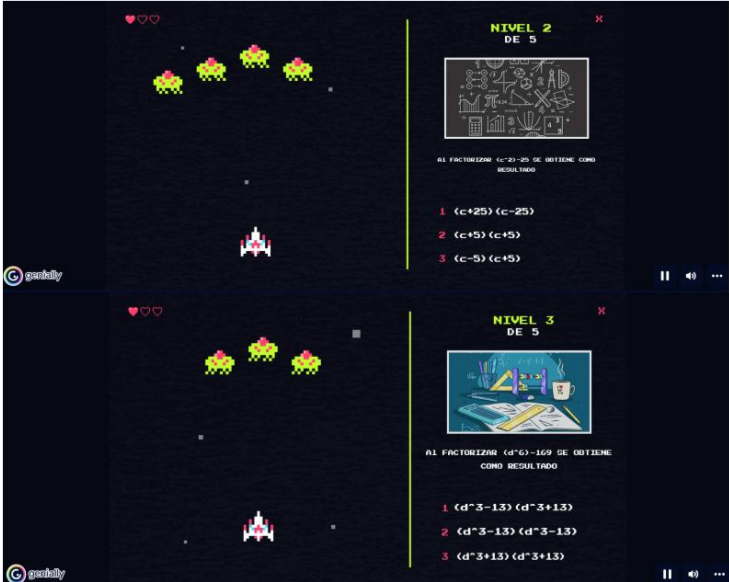 X
NIVEL 2
DE 5
Al FACTORIZAR (c^2)-25 SE OBTIENE COMO
RESULTADO
1 (c+25)(c-25)
2 (c+5)(c+5)
3 (c-5)(c+5)
genially
X
NIVEL 3
DE 5
Al FACTORIZAR (d^6)-169 SE OBTIENE
COMO RESULTADO
1 (d^3-13)(d^3+13)
2 (d^3-13)(d^3-13)
3 (d^3+13)(d^3+13)
genially